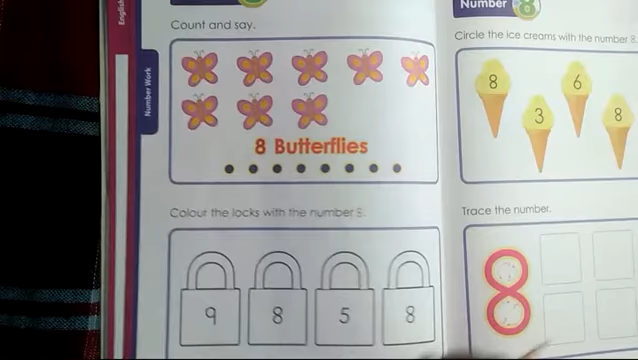 English
Number Work
Count and say.
8 Butterflies
Colour the locks with the number 8.
9 8 5 8
Number 8
Circle the ice creams with the number 8.
8 3 6 8
Trace the number.
8